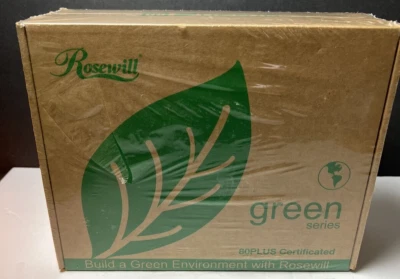 Rosewill
green
series
80PLUS Certificated
Build a Green Environment with Rosewill